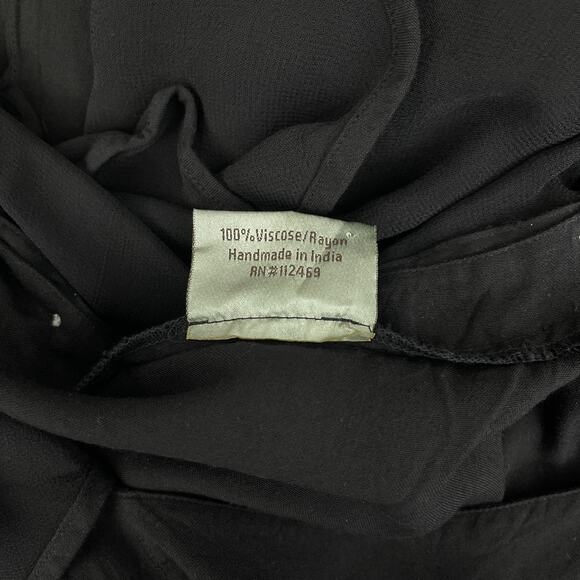 100%Viscose/Rayon
Handmade in India
RN#112469